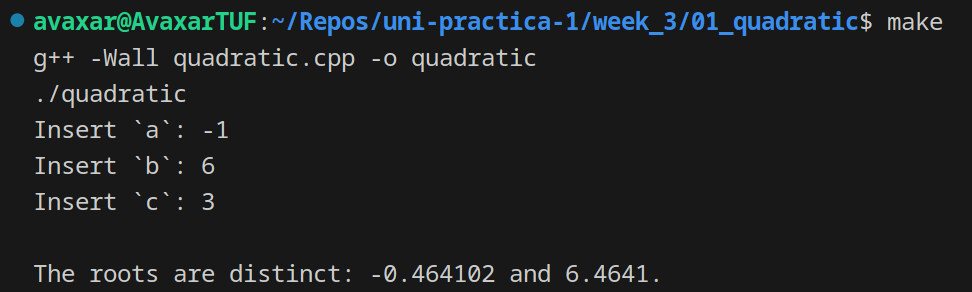 avaxar@AvaxarTUF:~/Repos/uni-practica-1/week_3/01_quadratic$ make
g++ -Wall quadratic.cpp -o quadratic
./quadratic
Insert `a`: -1
Insert `b`: 6
Insert `c`: 3
The roots are distinct: -0.464102 and 6.4641.